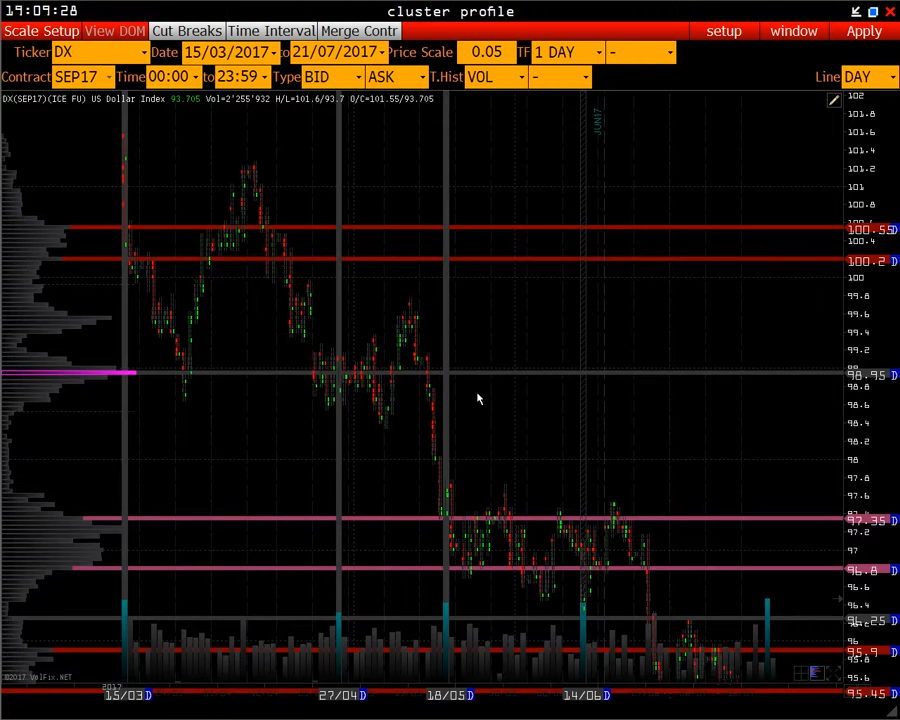 19:09:28 cluster profile
Scale Setup View DOM Cut Breaks Time Interval Merge Contr setup window Apply
Ticker DX Date 15/03/2017 to 21/07/2017 Price Scale 0.05 TF 1 DAY -
Contract SEP17 Time 00:00 to 23:59 Type BID ASK T.Hist VOL - Line DAY
DX(SEP17)(ICE FU) US Dollar Index 93.705 Vol=2'255'932 H/L=101.6/93.7 O/C=101.55/93.705
102
JUN17
101.8
101.6
101.4
101.2
101
100.8
100.55 D
100.4
100.2 D
100
99.8
99.6
99.4
99.2
98.95 D
98.8
98.6
98.4
98.2
98
97.8
97.6
97.35 D
97.2
97
96.8 D
96.6
96.4
96.25 D
96
95.9 D
95.8
95.6
©2017 VolFix.NET
2017
15/03 D 27/04 D 18/05 D 14/06 D 95.45 D